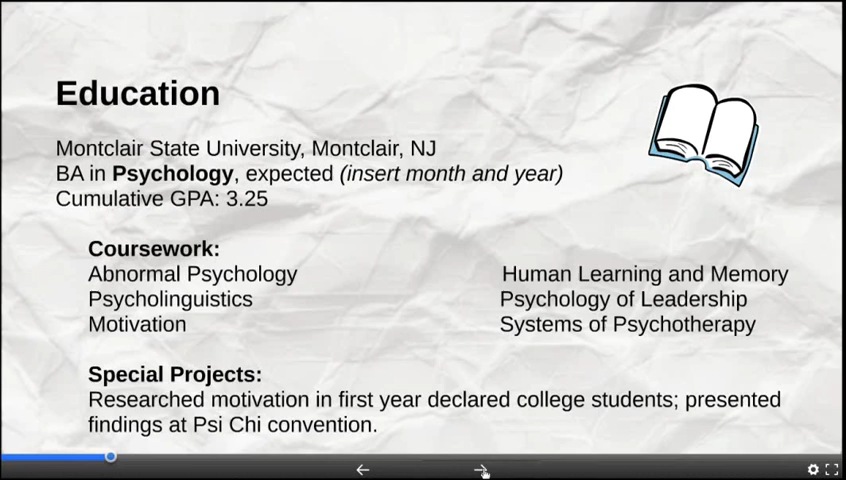 Education
Montclair State University, Montclair, NJ
BA in Psychology, expected (insert month and year)
Cumulative GPA: 3.25
Coursework:
Abnormal Psychology Human Learning and Memory
Psycholinguistics Psychology of Leadership
Motivation Systems of Psychotherapy
Special Projects:
Researched motivation in first year declared college students; presented
findings at Psi Chi convention.